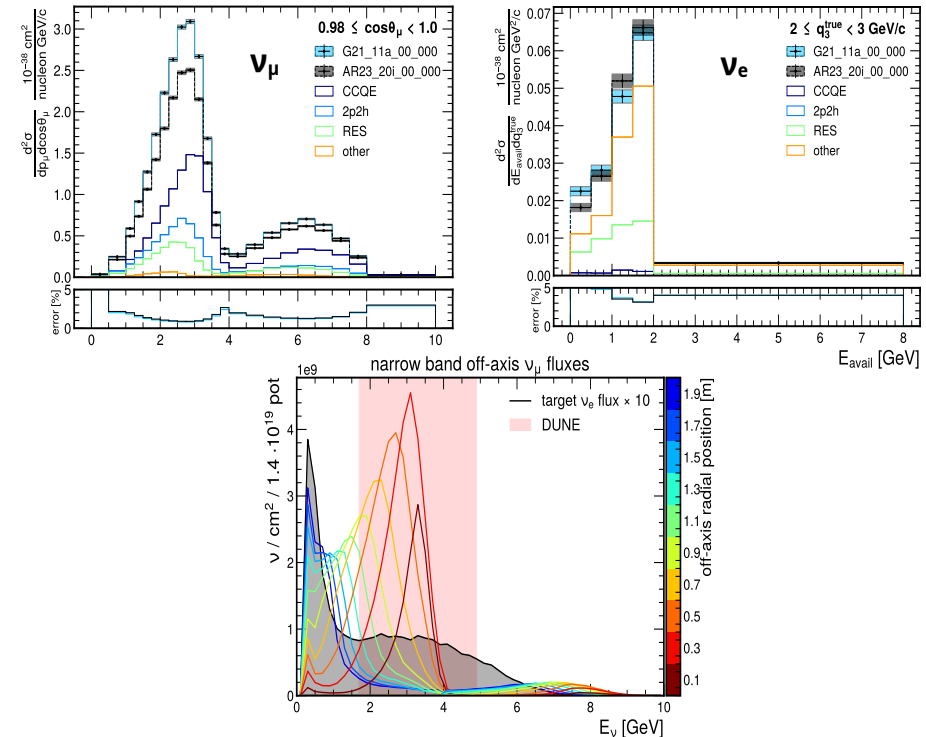 0.98 ≤ cosθμ < 1.0
νμ
G21_11a_00_000
AR23_20i_00_000
CCQE
2p2h
RES
other
d²σ
dpμdcosθμ
10⁻³⁸ cm²
nucleon GeV/c
3.0
2.5
2.0
1.5
1.0
0.5
0.0
error [%]
5
0
0 2 4 6 8 10
2 ≤ q₃ᵗʳᵘᵉ < 3 GeV/c
νe
G21_11a_00_000
AR23_20i_00_000
CCQE
2p2h
RES
other
d²σ
dEavaildq₃ᵗʳᵘᵉ
10⁻³⁸ cm²
nucleon GeV²/c
0.07
0.06
0.05
0.04
0.03
0.02
0.01
0.00
error [%]
5
0
0 1 2 3 4 5 6 7 8
Eavail [GeV]
narrow band off-axis νμ fluxes
1e9
target νe flux × 10
DUNE
ν / cm² / 1.4 ·10¹⁹ pot
4
3
2
1
0
0 2 4 6 8 10
Eν [GeV]
1.9
1.7
1.5
1.3
1.1
0.9
0.7
0.5
0.3
0.1
off-axis radial position [m]